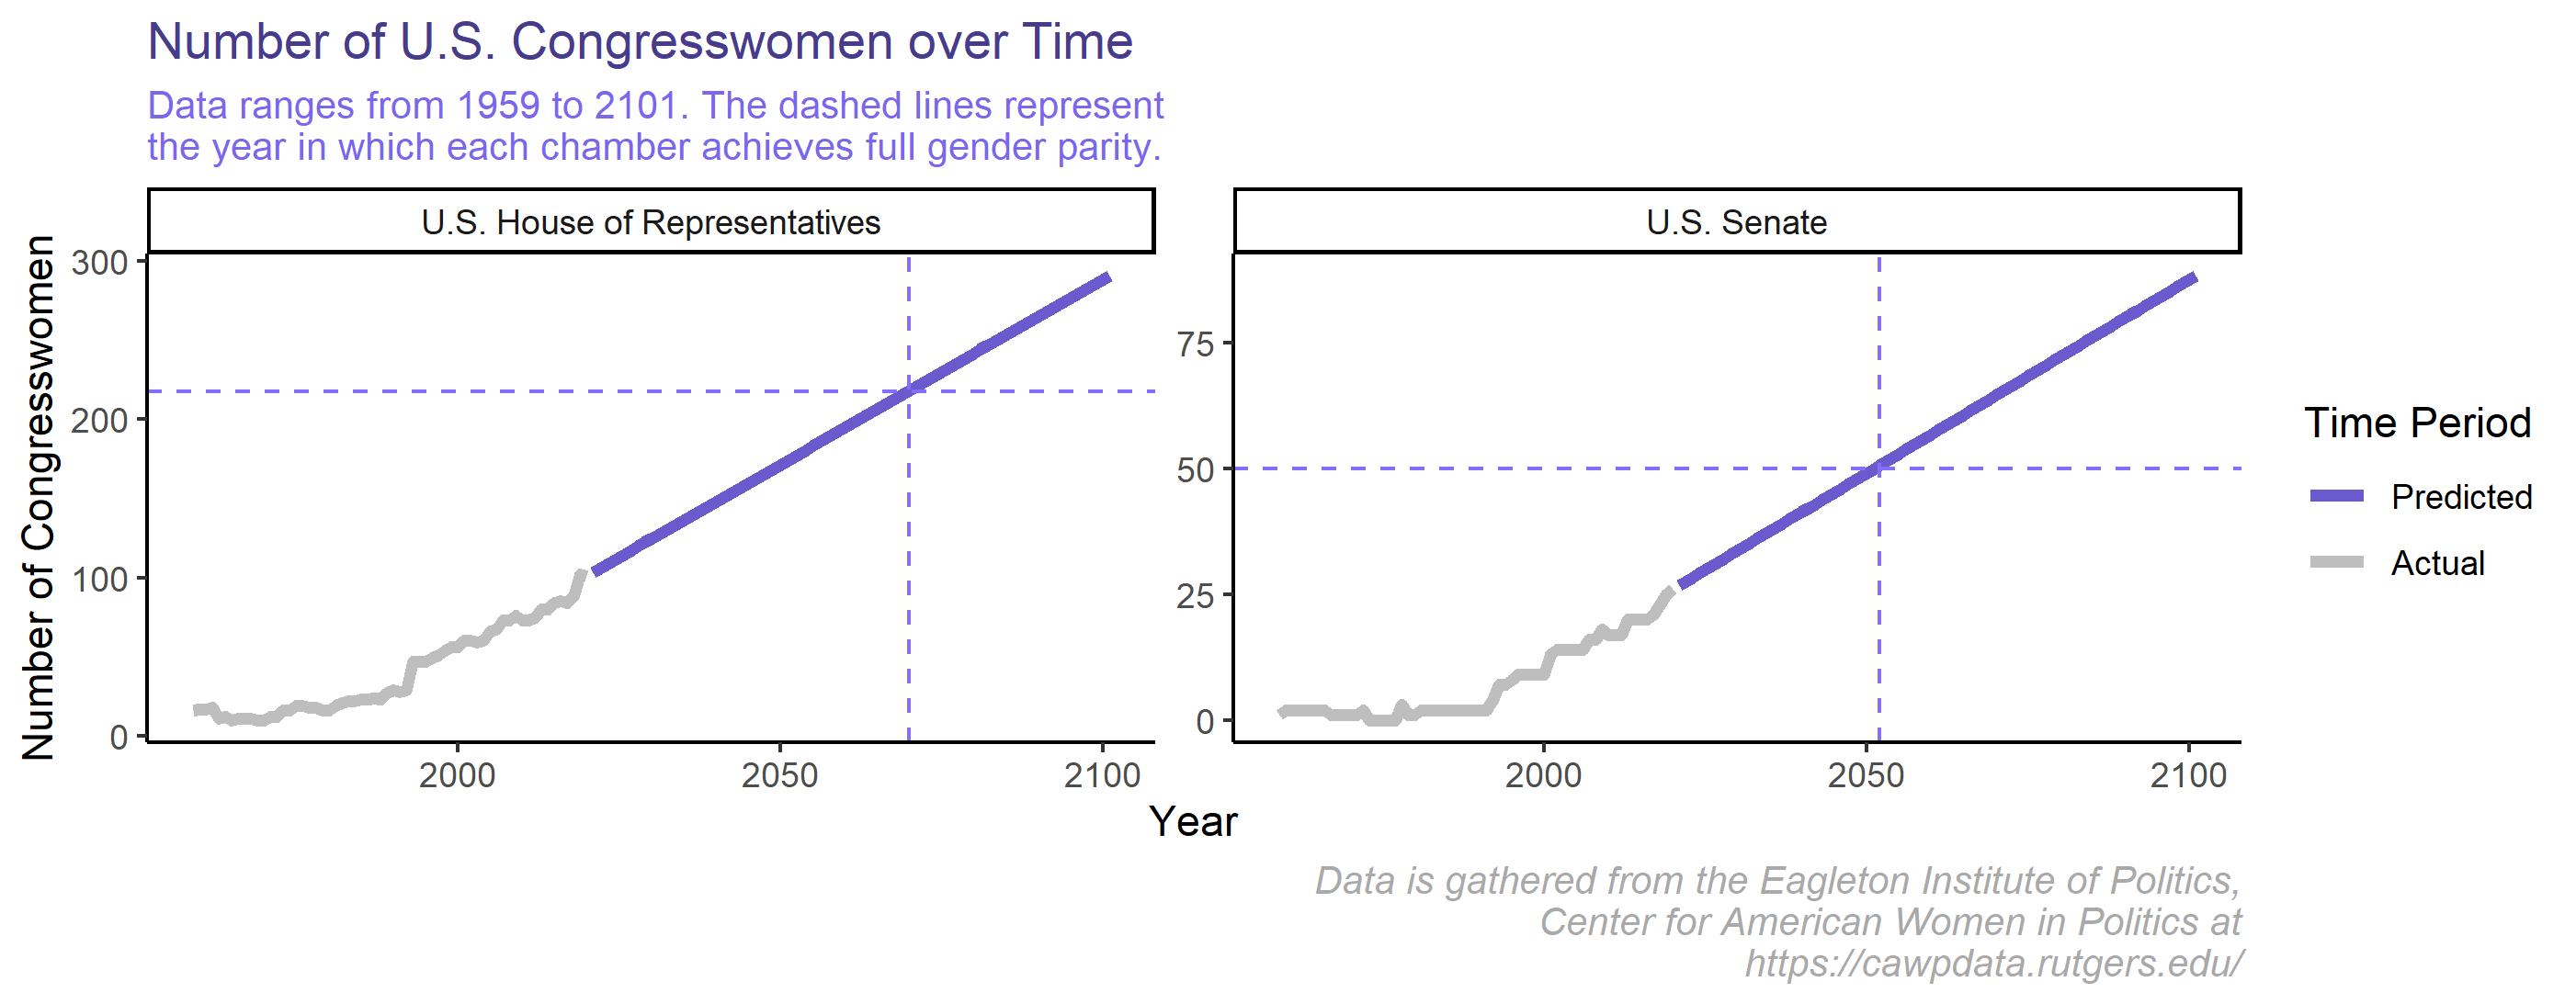 Number of U.S. Congresswomen over Time
Data ranges from 1959 to 2101. The dashed lines represent
the year in which each chamber achieves full gender parity.
U.S. House of Representatives
U.S. Senate
Number of Congresswomen
300
200
100
0
75
50
25
0
2000
2050
2100
2000
2050
2100
Year
Time Period
Predicted
Actual
Data is gathered from the Eagleton Institute of Politics,
Center for American Women in Politics at
https://cawpdata.rutgers.edu/